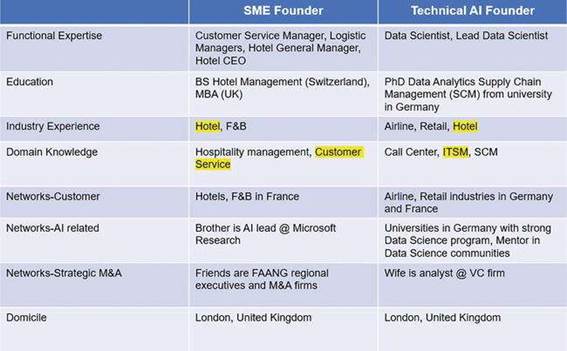 SME Founder
Technical AI Founder
Functional Expertise
Customer Service Manager, Logistic
Managers, Hotel General Manager,
Hotel CEO
Data Scientist, Lead Data Scientist
Education
BS Hotel Management (Switzerland),
MBA (UK)
PhD Data Analytics Supply Chain
Management (SCM) from university
in Germany
Industry Experience
Hotel, F&B
Airline, Retail, Hotel
Domain Knowledge
Hospitality management, Customer
Service
Call Center, ITSM, SCM
Networks-Customer
Hotels, F&B in France
Airline, Retail industries in Germany
and France
Networks-AI related
Brother is AI lead @ Microsoft
Research
Universities in Germany with strong
Data Science program, Mentor in
Data Science communities
Networks-Strategic M&A
Friends are FAANG regional
executives and M&A firms
Wife is analyst @ VC firm
Domicile
London, United Kingdom
London, United Kingdom